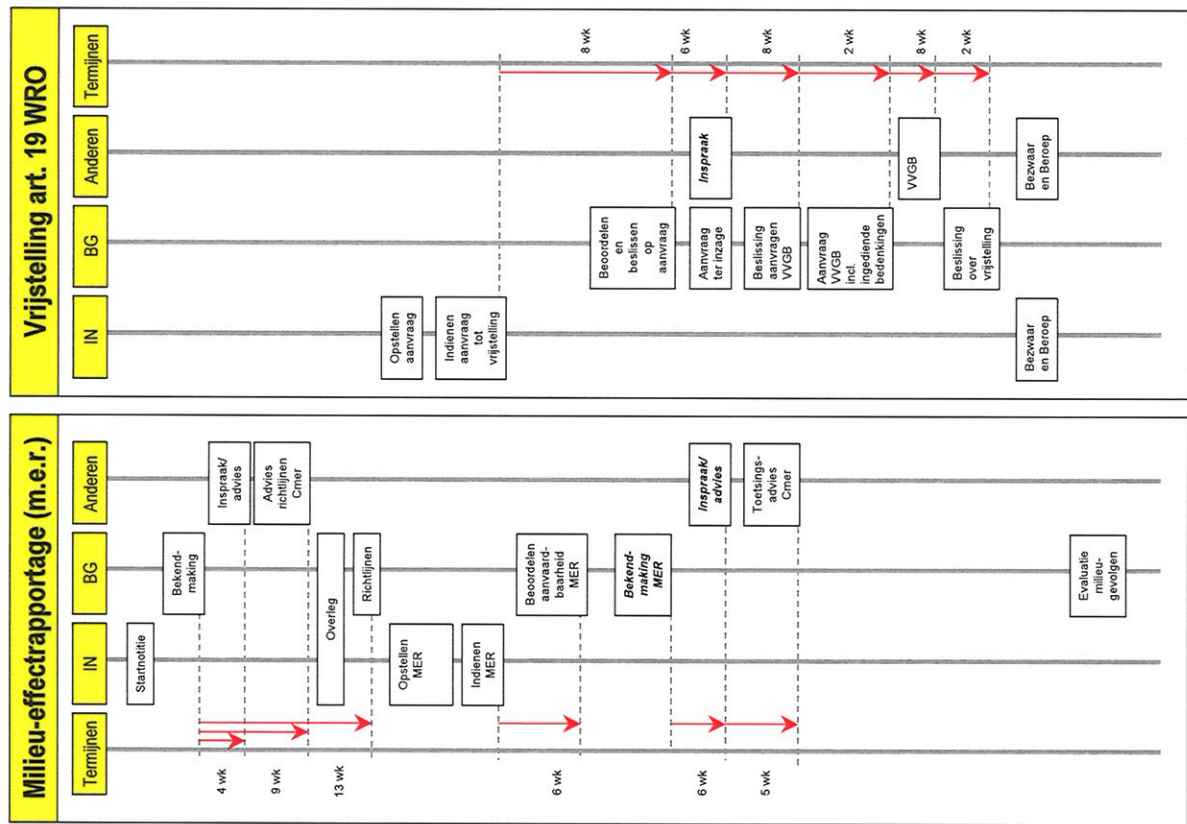 Milieu-effectrapportage (m.e.r.)
Termijnen
IN
BG
Anderen
Startnotitie
Bekend-
making
4 wk
Inspraak/
advies
9 wk
Advies
richtlijnen
Cmer
13 wk
Overleg
Richtlijnen
Opstellen
MER
Indienen
MER
6 wk
Beoordelen
aanvaard-
baarheid
MER
Bekend-
making
MER
6 wk
Inspraak/
advies
5 wk
Toetsings-
advies
Cmer
Evaluatie
milieu-
gevolgen
Vrijstelling art. 19 WRO
IN
BG
Anderen
Termijnen
Opstellen
aanvraag
Indienen
aanvraag
tot
vrijstelling
Beoordelen
en
beslissen
op
aanvraag
8 wk
Aanvraag
ter inzage
Inspraak
6 wk
Beslissing
aanvragen
VVGB
8 wk
Aanvraag
VVGB
incl.
ingediende
bedenkingen
2 wk
VVGB
8 wk
Beslissing
over
vrijstelling
2 wk
Bezwaar
en Beroep
Bezwaar
en Beroep